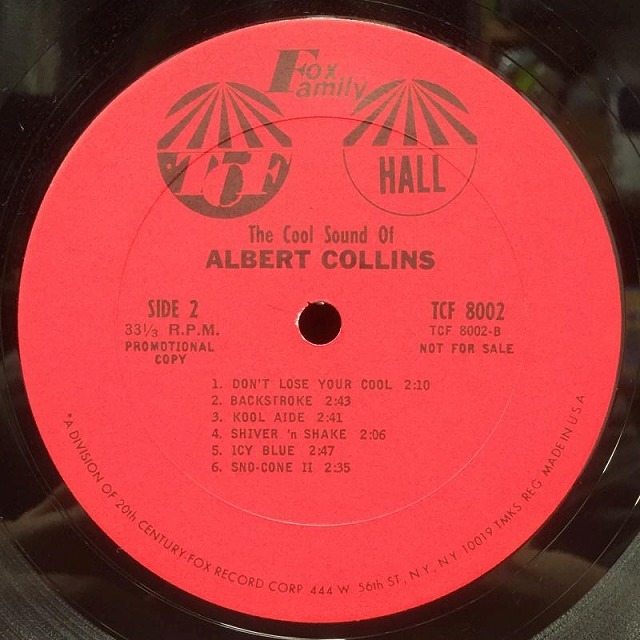 Fox
Family
TCF
HALL
The Cool Sound Of
ALBERT COLLINS
SIDE 2
33⅓ R.P.M.
PROMOTIONAL
COPY
TCF 8002
TCF 8002-B
NOT FOR SALE
1. DON'T LOSE YOUR COOL 2:10
2. BACKSTROKE 2:43
3. KOOL AIDE 2:41
4. SHIVER 'n SHAKE 2:06
5. ICY BLUE 2:47
6. SNO-CONE II 2:35
*A DIVISION OF 20th CENTURY-FOX RECORD CORP. 444 W. 56th ST., N.Y., N.Y. 10019 TMKS REG. MADE IN U.S.A.